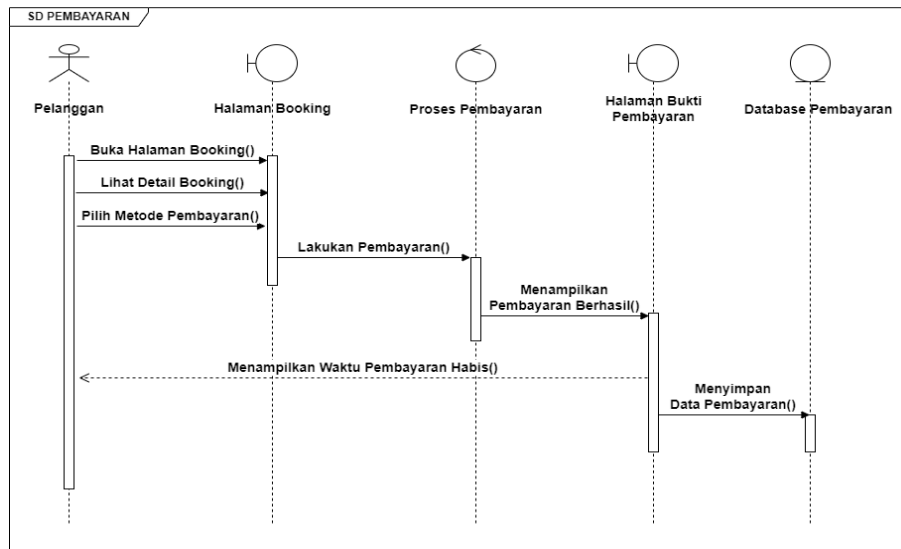 SD PEMBAYARAN
Pelanggan
Halaman Booking
Proses Pembayaran
Halaman Bukti
Pembayaran
Database Pembayaran
Buka Halaman Booking()
Lihat Detail Booking()
Pilih Metode Pembayaran()
Lakukan Pembayaran()
Menampilkan
Pembayaran Berhasil()
Menampilkan Waktu Pembayaran Habis()
Menyimpan
Data Pembayaran()